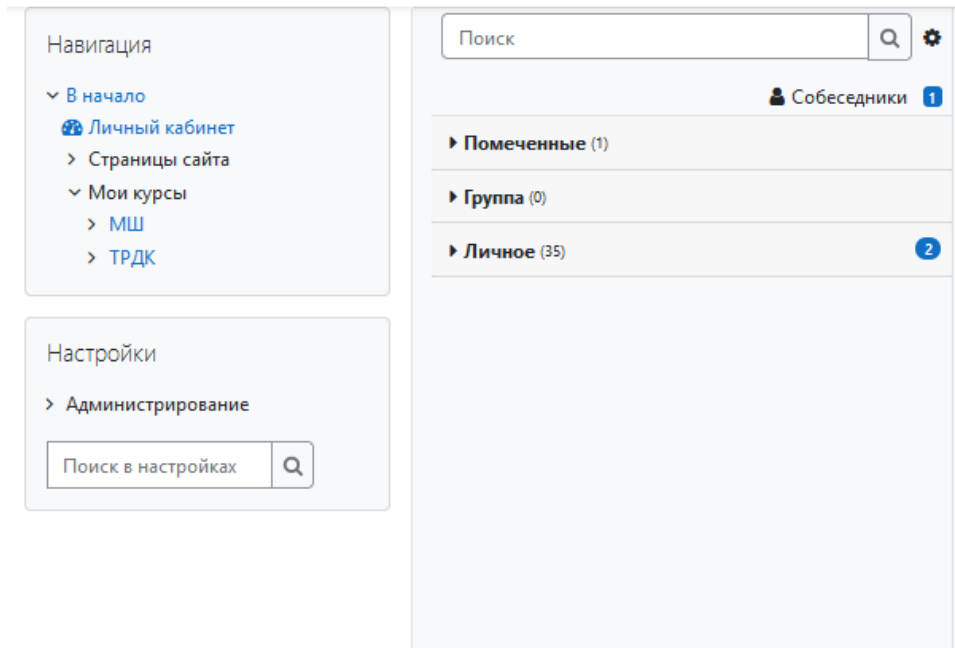 Навигация
В начало
Личный кабинет
Страницы сайта
Мои курсы
МШ
ТРДК
Настройки
Администрирование
Поиск в настройках
Поиск
Собеседники 1
Помеченные (1)
Группа (0)
Личное (35) 2